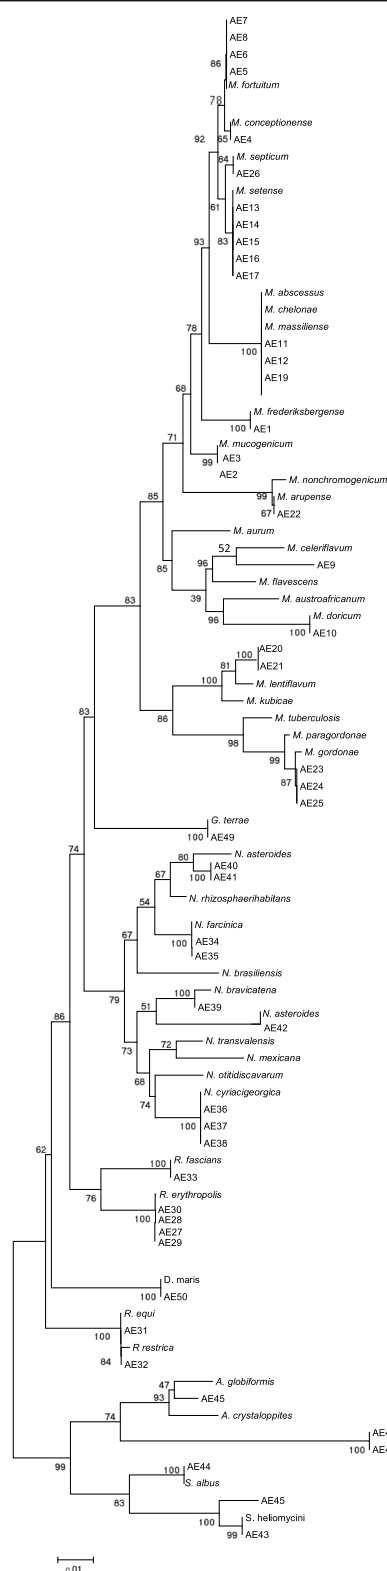 AE7
AE8
AE6
86
AE5
M. fortuitum
78
M. conceptionense
92
65
AE4
M. septicum
84
AE26
M. setense
61
AE13
AE14
83
AE15
93
AE16
AE17
M. abscessus
M. chelonae
78
M. massiliense
AE11
100
AE12
AE19
68
M. frederiksbergense
100
AE1
71
M. mucogenicum
99
AE3
AE2
M. nonchromogenicum
85
99
M. arupense
67
AE22
M. aurum
52
M. celeriflavum
85
96
AE9
M. flavescens
39
M. austroafricanum
83
96
M. doricum
100
AE10
AE20
100
81
AE21
100
M. lentiflavum
M. kubicae
86
M. tuberculosis
83
98
M. paragordonae
99
M. gordonae
AE23
87
AE24
AE25
G. terrae
100
AE49
74
N. asteroides
80
AE40
67
100
AE41
54
N. rhizosphaerihabitans
N. farcinica
67
100
AE34
AE35
N. brasiliensis
79
N. bravicatena
100
51
AE39
N. asteroides
86
AE42
73
N. transvalensis
72
N. mexicana
68
N. otitidiscavarum
74
N. cyriacigeorgica
AE36
100
AE37
AE38
62
R. fascians
100
AE33
76
R. erythropolis
AE30
100
AE28
AE27
AE29
D. maris
100
AE50
R. equi
100
AE31
R restrica
84
AE32
A. globiformis
47
93
AE45
74
A. crystaloppites
100
99
AE44
100
S. albus
83
AE45
100
S. heliomycini
99
AE43
0.01